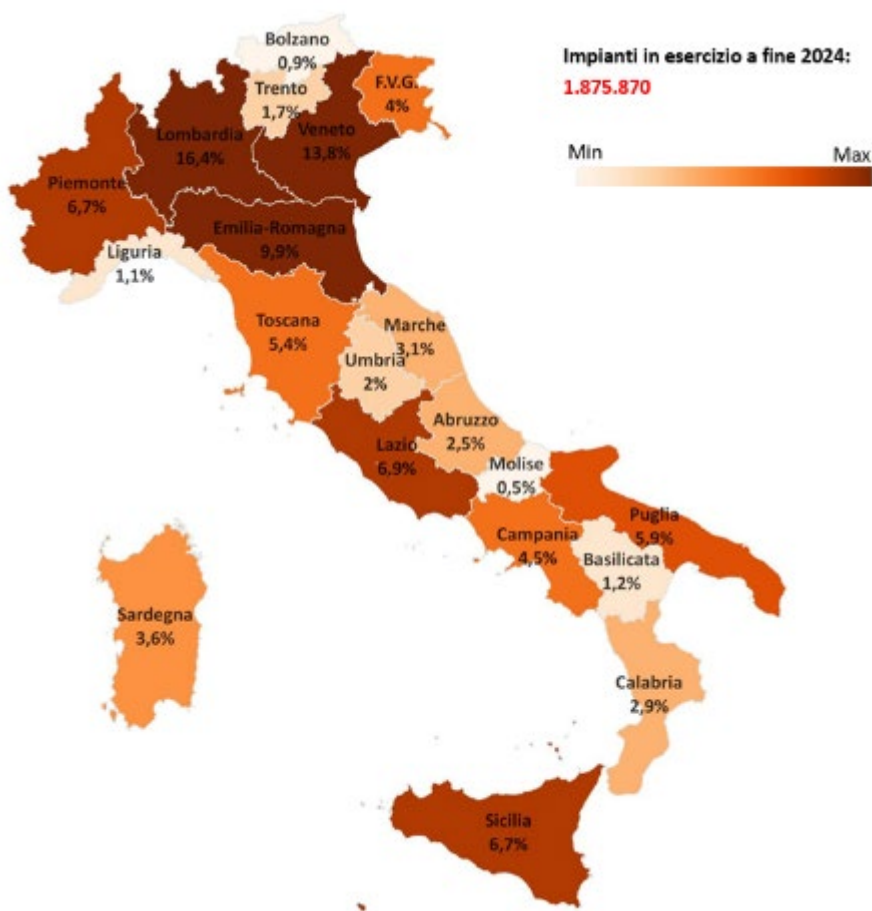 Impianti in esercizio a fine 2024:
1.875.870
Min
Max
Bolzano
0,9%
Trento
1,7%
F.V.G.
4%
Lombardia
16,4%
Veneto
13,8%
Piemonte
6,7%
Emilia-Romagna
9,9%
Liguria
1,1%
Toscana
5,4%
Marche
3,1%
Umbria
2%
Abruzzo
2,5%
Lazio
6,9%
Molise
0,5%
Puglia
5,9%
Campania
4,5%
Basilicata
1,2%
Sardegna
3,6%
Calabria
2,9%
Sicilia
6,7%